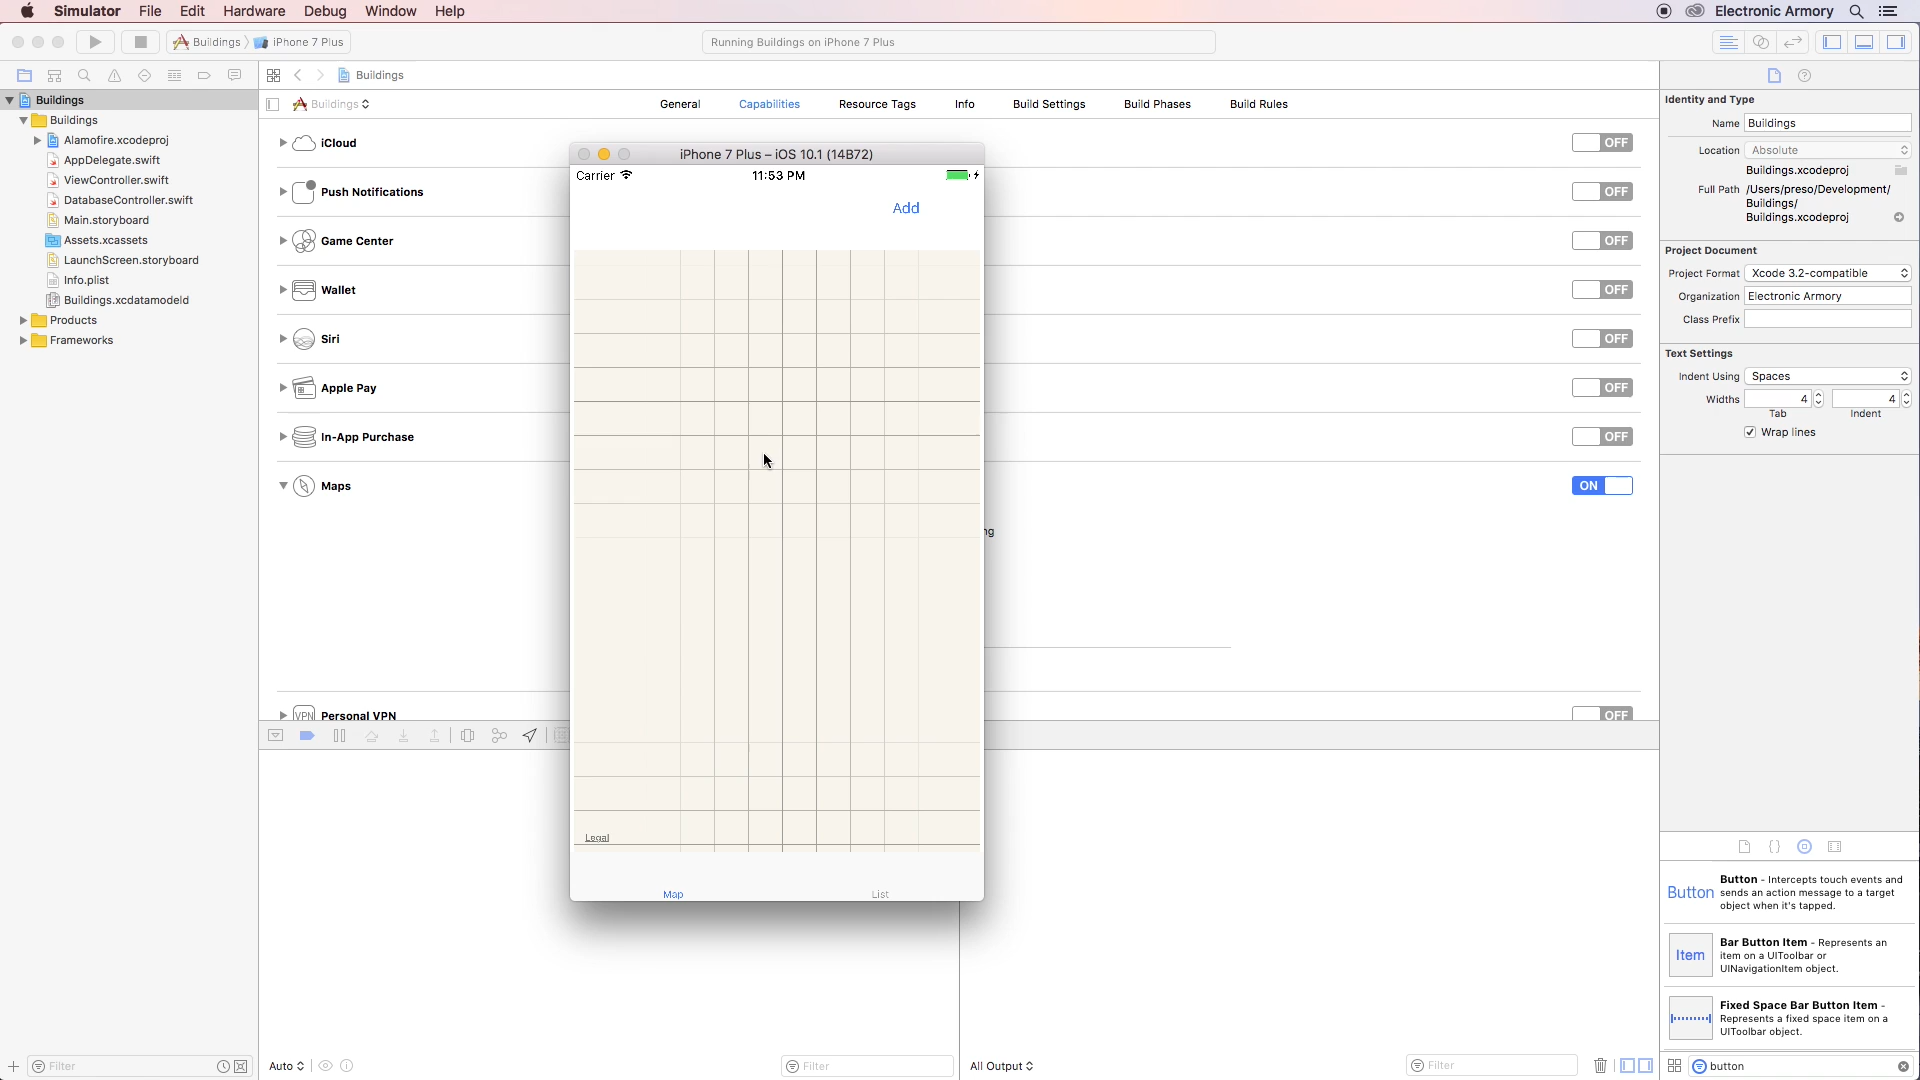 Simulator File Edit Hardware Debug Window Help
Electronic Armory
Buildings iPhone 7 Plus
Running Buildings on iPhone 7 Plus
Buildings
Buildings
Buildings
General Capabilities Resource Tags Info Build Settings Build Phases Build Rules
Buildings
Alamofire.xcodeproj
AppDelegate.swift
ViewController.swift
DatabaseController.swift
Main.storyboard
Assets.xcassets
LaunchScreen.storyboard
Info.plist
Buildings.xcdatamodeld
Products
Frameworks
Filter
iCloud OFF
Push Notifications OFF
Game Center OFF
Wallet OFF
Siri OFF
Apple Pay OFF
In-App Purchase OFF
Maps ON
ng
VPN Personal VPN OFF
iPhone 7 Plus – iOS 10.1 (14B72)
Carrier 11:53 PM
Add
Legal
Map List
Auto
Filter
All Output
Filter
Identity and Type
Name Buildings
Location Absolute
Buildings.xcodeproj
Full Path /Users/preso/Development/
Buildings/
Buildings.xcodeproj
Project Document
Project Format Xcode 3.2-compatible
Organization Electronic Armory
Class Prefix
Text Settings
Indent Using Spaces
Widths 4 4
Tab Indent
Wrap lines
Button Button - Intercepts touch events and
sends an action message to a target
object when it's tapped.
Item Bar Button Item - Represents an
item on a UIToolbar or
UINavigationItem object.
Fixed Space Bar Button Item -
Represents a fixed space item on a
UIToolbar object.
button